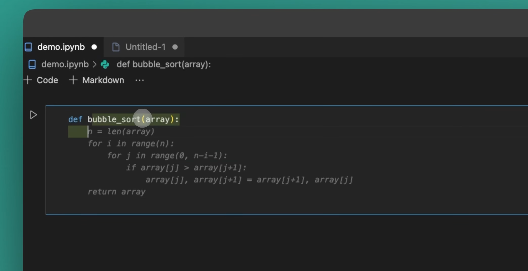 demo.ipynb Untitled-1
demo.ipynb > def bubble_sort(array):
+ Code + Markdown ...
def bubble_sort(array):
n = len(array)
for i in range(n):
for j in range(0, n-i-1):
if array[j] > array[j+1]:
array[j], array[j+1] = array[j+1], array[j]
return array